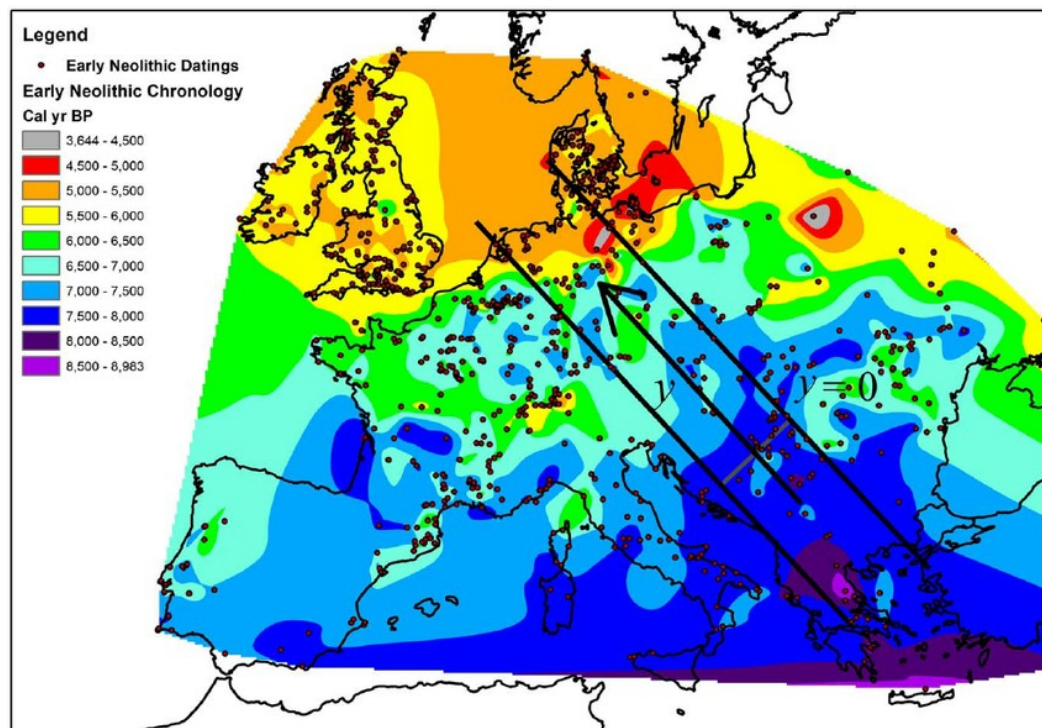 Legend
Early Neolithic Datings
Early Neolithic Chronology
Cal yr BP
3,644 - 4,500
4,500 - 5,000
5,000 - 5,500
5,500 - 6,000
6,000 - 6,500
6,500 - 7,000
7,000 - 7,500
7,500 - 8,000
8,000 - 8,500
8,500 - 8,983
y
y = 0